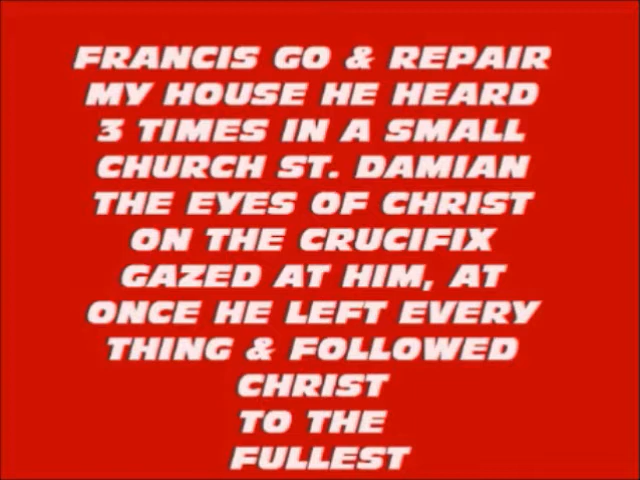 FRANCIS GO & REPAIR
MY HOUSE HE HEARD
3 TIMES IN A SMALL
CHURCH ST. DAMIAN
THE EYES OF CHRIST
ON THE CRUCIFIX
GAZED AT HIM, AT
ONCE HE LEFT EVERY
THING & FOLLOWED
CHRIST
TO THE
FULLEST